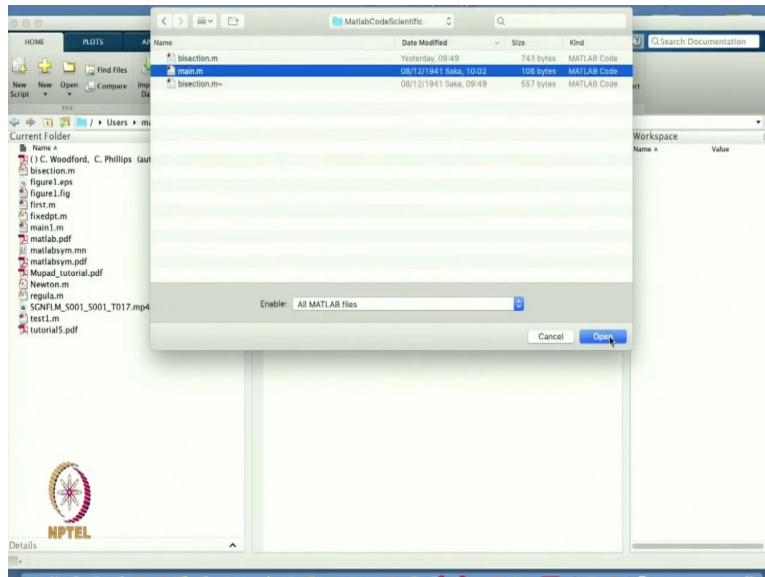 MatlabCodeScientific
HOME PLOTS AP
Search Documentation
Name Date Modified Size Kind
bisection.m Yesterday, 09:49 743 bytes MATLAB Code
main.m 08/12/1941 Saka, 10:02 106 bytes MATLAB Code
bisection.m~ 08/12/1941 Saka, 09:49 567 bytes MATLAB Code
New Script New Open Find Files Compare Imp Da
FILE
/ Users ma
Current Folder
Name
() C. Woodford, C. Phillips (aut
bisection.m
figure1.eps
figure1.fig
first.m
fixedpt.m
main1.m
matlab.pdf
matlabsym.mn
matlabsym.pdf
Mupad_tutorial.pdf
Newton.m
regula.m
SGNFLM_S001_S001_T017.mp4
test1.m
tutorial5.pdf
Workspace
Name Value
Enable: All MATLAB files
Cancel Open
NPTEL
Details